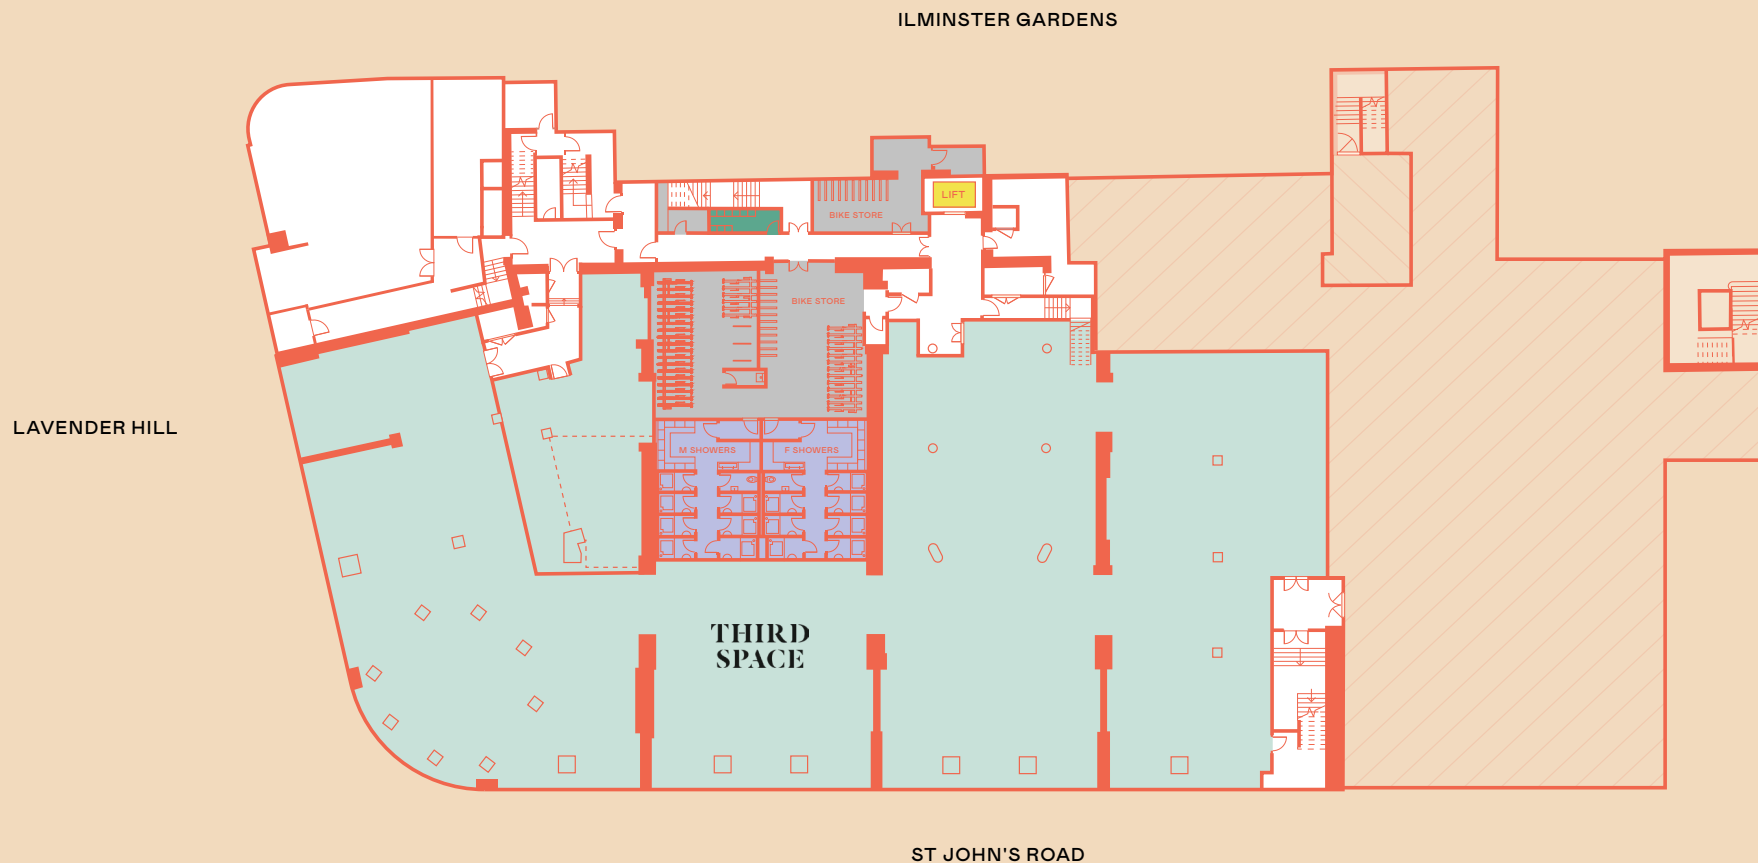 ILMINSTER GARDENS
LIFT
BIKE STORE
BIKE STORE
LAVENDER HILL
M SHOWERS
F SHOWERS
THIRD
SPACE
ST JOHN'S ROAD